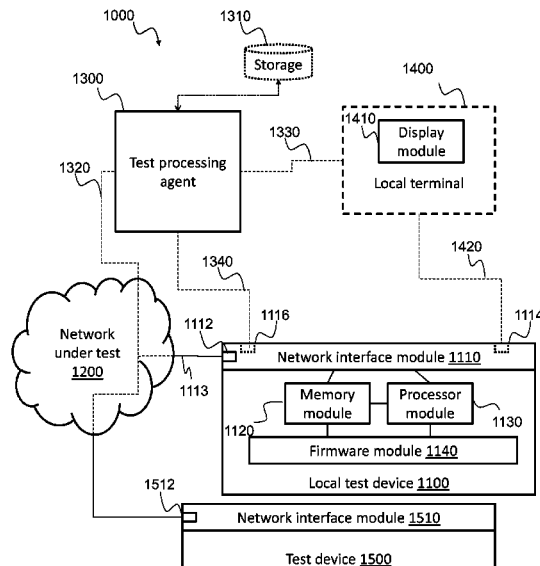 1000
1310
Storage
1300
1400
1410
Display module
1330
1320
Test processing agent
Local terminal
1340
1420
1112
1116
1114
Network under test 1200
Network interface module 1110
1113
Memory module
Processor module
1120
1130
Firmware module 1140
Local test device 1100
1512
Network interface module 1510
Test device 1500